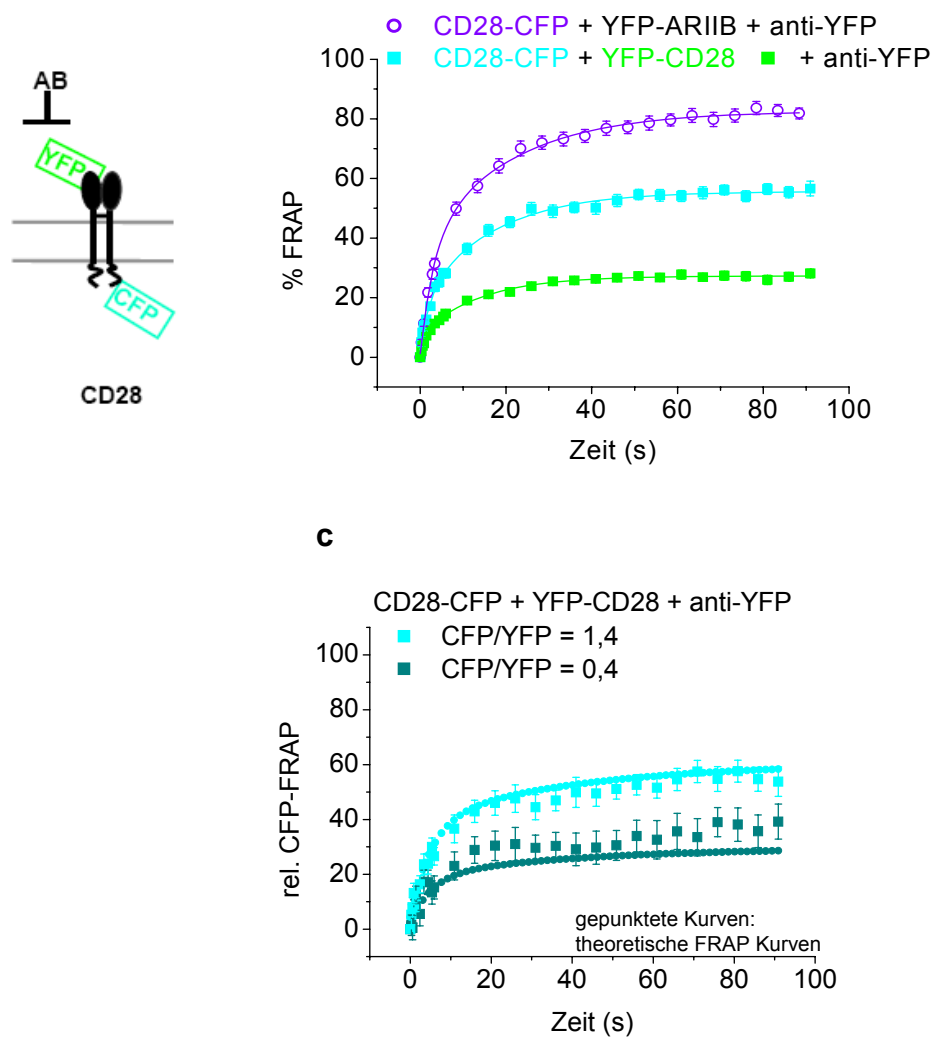 AB
YFP
CFP
CD28
CD28-CFP + YFP-ARIIB + anti-YFP
CD28-CFP + YFP-CD28 + anti-YFP
% FRAP
100
80
60
40
20
0
0 20 40 60 80 100
Zeit (s)
c
CD28-CFP + YFP-CD28 + anti-YFP
CFP/YFP = 1,4
CFP/YFP = 0,4
rel. CFP-FRAP
100
80
60
40
20
0
gepunktete Kurven:
theoretische FRAP Kurven
0 20 40 60 80 100
Zeit (s)